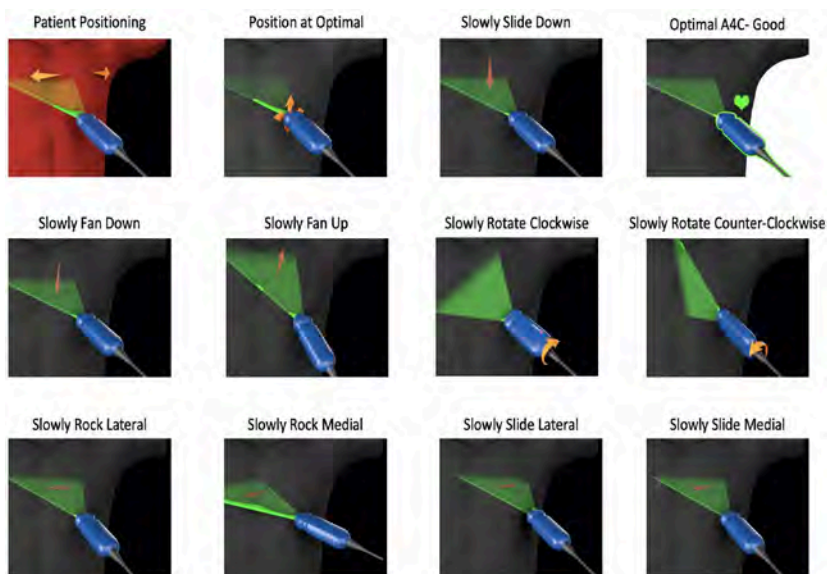 Patient Positioning
Position at Optimal
Slowly Slide Down
Optimal A4C- Good
Slowly Fan Down
Slowly Fan Up
Slowly Rotate Clockwise
Slowly Rotate Counter-Clockwise
Slowly Rock Lateral
Slowly Rock Medial
Slowly Slide Lateral
Slowly Slide Medial